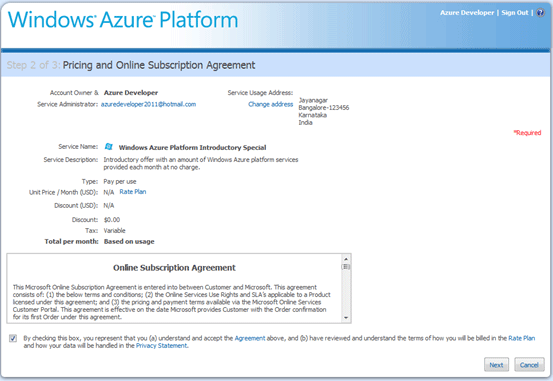 Windows® Azure™ Platform
Azure Developer | Sign Out | ?
Step 2 of 3: Pricing and Online Subscription Agreement
Account Owner & Azure Developer
Service Administrator: azuredeveloper2011@hotmail.com
Service Usage Address:
Change address
Jayanagar
Bangalore-123456
Karnataka
India
*Required
Service Name: Windows Azure Platform Introductory Special
Service Description: Introductory offer with an amount of Windows Azure platform services
provided each month at no charge.
Type: Pay per use
Unit Price / Month (USD): N/A Rate Plan
Discount (USD): N/A
Discount: $0.00
Tax: Variable
Total per month: Based on usage
Online Subscription Agreement
This Microsoft Online Subscription Agreement is entered into between Customer and Microsoft. This agreement
consists of: (1) the below terms and conditions; (2) the Online Services Use Rights and SLA's applicable to a Product
licensed under this agreement; and (3) the pricing and payment terms available via the Microsoft Online Services
Customer Portal. This agreement is effective on the date Microsoft provides Customer with the Order confirmation
for its first Order under this agreement.
By checking this box, you represent that you (a) understand and accept the Agreement above, and (b) have reviewed and understand the terms of how you will be billed in the Rate Plan
and how your data will be handled in the Privacy Statement.
Next Cancel